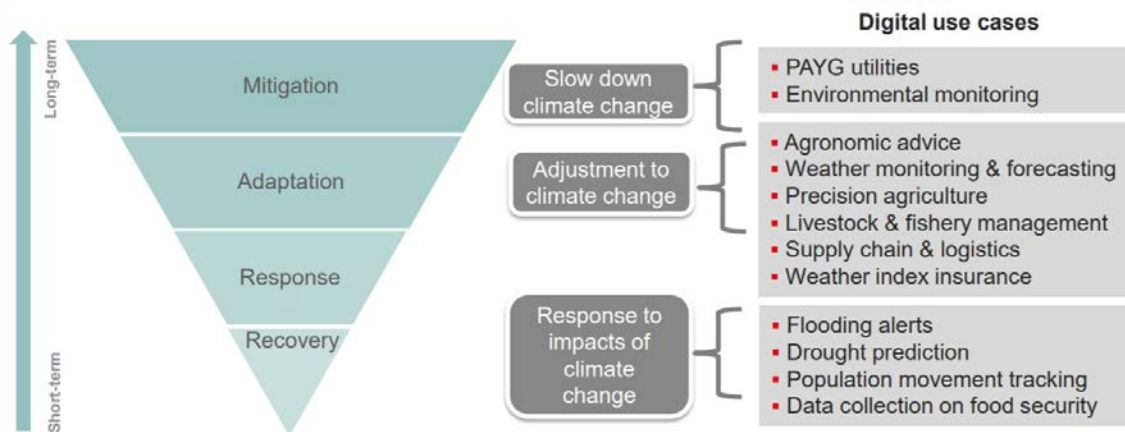 Digital use cases
Long-term
Short-term
Mitigation
Adaptation
Response
Recovery
Slow down
climate change
▪ PAYG utilities
▪ Environmental monitoring
Adjustment to
climate change
▪ Agronomic advice
▪ Weather monitoring & forecasting
▪ Precision agriculture
▪ Livestock & fishery management
▪ Supply chain & logistics
▪ Weather index insurance
Response to
impacts of
climate
change
▪ Flooding alerts
▪ Drought prediction
▪ Population movement tracking
▪ Data collection on food security